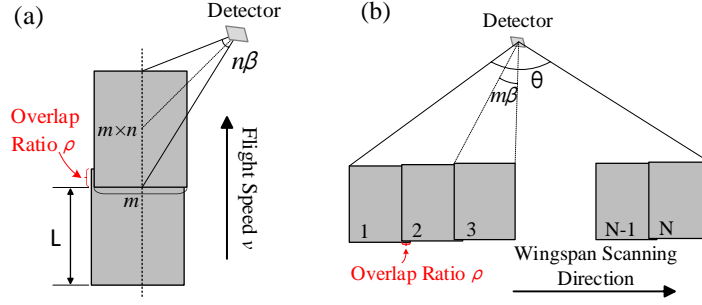 (a)
Detector
nβ
Overlap
Ratio ρ
m×n
m
L
Flight Speed v
(b)
Detector
mβ
θ
1
2
3
N-1
N
Overlap Ratio ρ
Wingspan Scanning
Direction